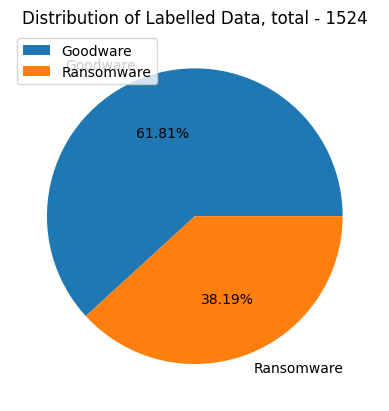 Distribution of Labelled Data, total - 1524
Goodware
Ransomware
Goodware
61.81%
38.19%
Ransomware